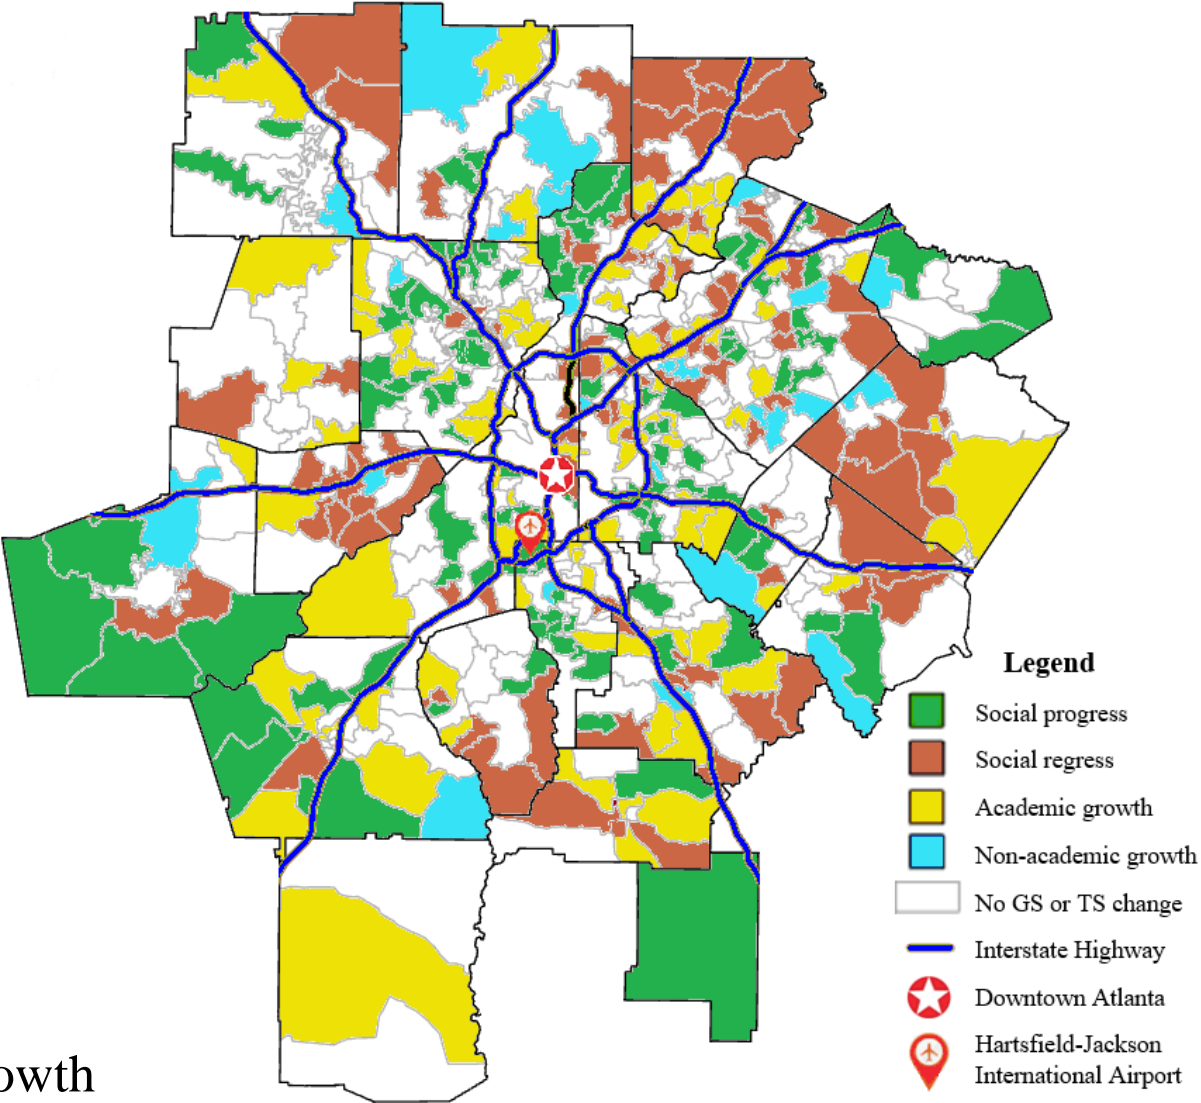 Legend
Social progress
Social regress
Academic growth
Non-academic growth
No GS or TS change
Interstate Highway
Downtown Atlanta
Hartsfield-Jackson
International Airport
owth